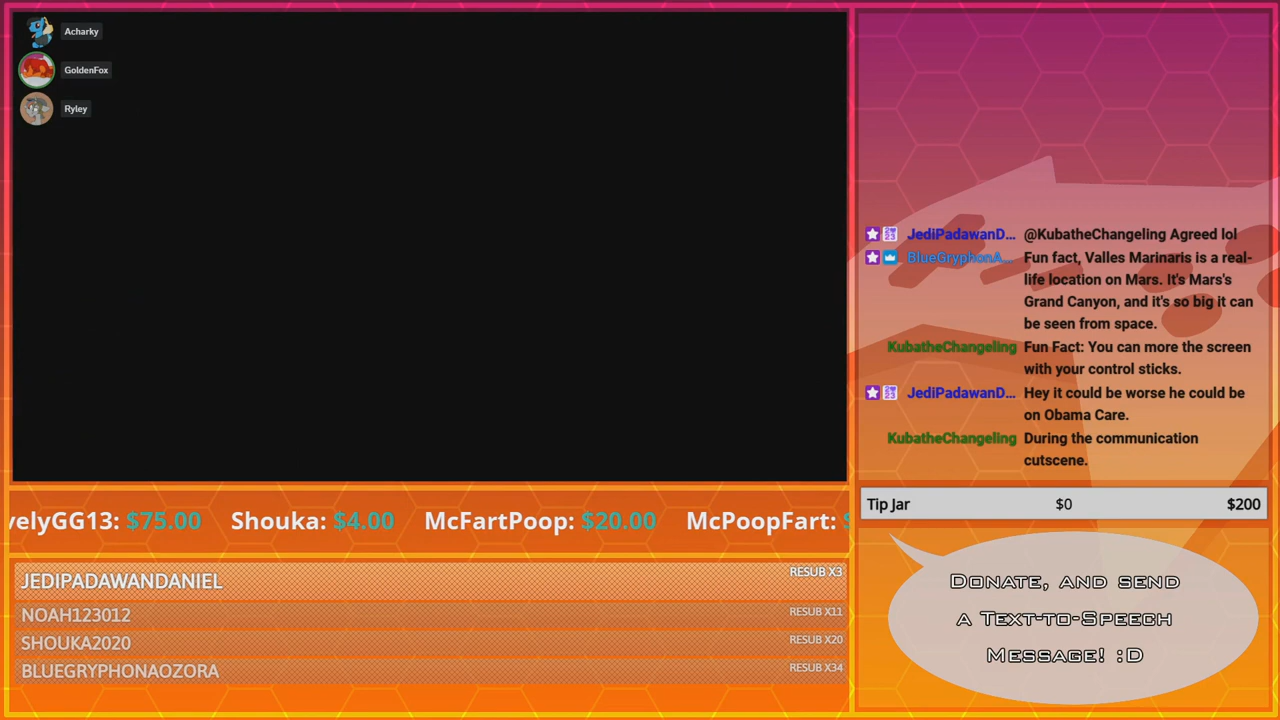 Acharky
GoldenFox
Ryley
JediPadawanD... @KubatheChangeling Agreed lol
BlueGryphonA... Fun fact, Valles Marinaris is a real-
life location on Mars. It's Mars's
Grand Canyon, and it's so big it can
be seen from space.
KubatheChangeling Fun Fact: You can more the screen
with your control sticks.
JediPadawanD... Hey it could be worse he could be
on Obama Care.
KubatheChangeling During the communication
cutscene.
Tip Jar $0 $200
velyGG13: $75.00 Shouka: $4.00 McFartPoop: $20.00 McPoopFart:
JEDIPADAWANDANIEL RESUB X3
NOAH123012 RESUB X11
SHOUKA2020 RESUB X20
BLUEGRYPHONAOZORA RESUB X34
Donate, and send
a Text-to-Speech
Message! :D